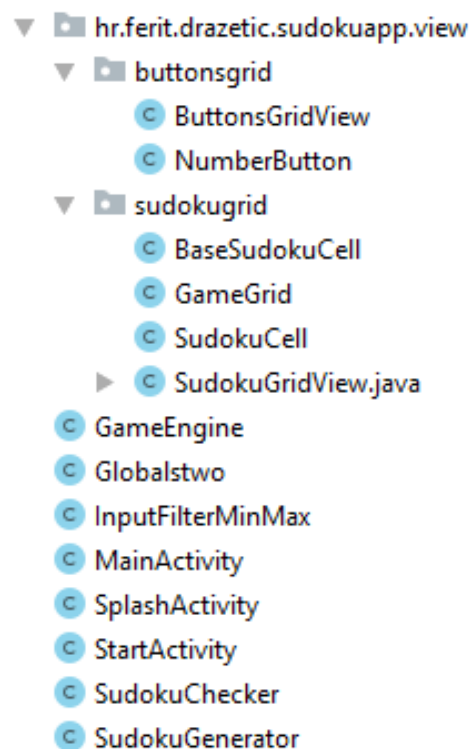 hr.ferit.drazetic.sudokuapp.view
buttonsgrid
C ButtonsGridView
C NumberButton
sudokugrid
C BaseSudokuCell
C GameGrid
C SudokuCell
C SudokuGridView.java
C GameEngine
C Globalstwo
C InputFilterMinMax
C MainActivity
C SplashActivity
C StartActivity
C SudokuChecker
C SudokuGenerator